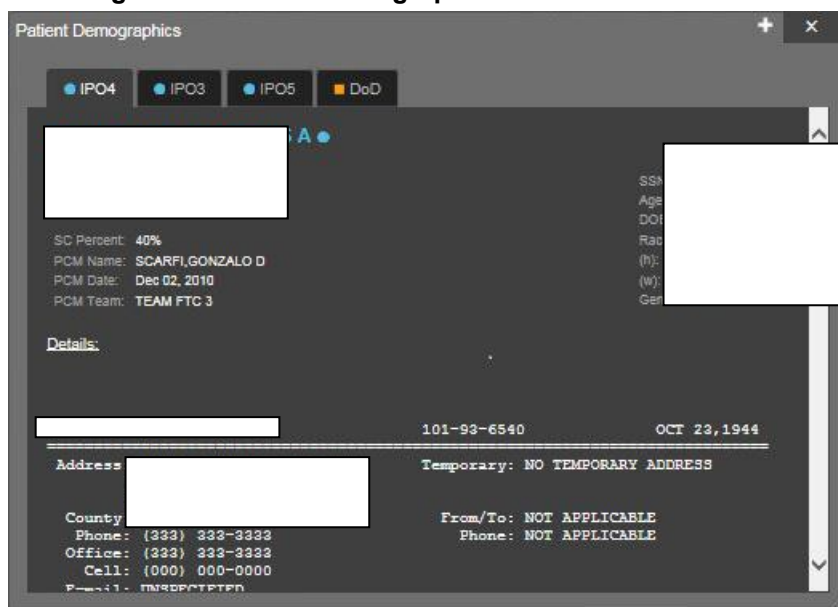 Patient Demographics + x
IPO4 IPO3 IPO5 DoD
A
SSN
Age
DOB
SC Percent: 40%
PCM Name: SCARFI,GONZALO D (h):
PCM Date: Dec 02, 2010 (w):
PCM Team: TEAM FTC 3
Details:
101-93-6540 OCT 23,1944
Address Temporary: NO TEMPORARY ADDRESS
County From/To: NOT APPLICABLE
Phone: (333) 333-3333 Phone: NOT APPLICABLE
Office: (333) 333-3333
Cell: (000) 000-0000
E-mail: UNSPECIFIED